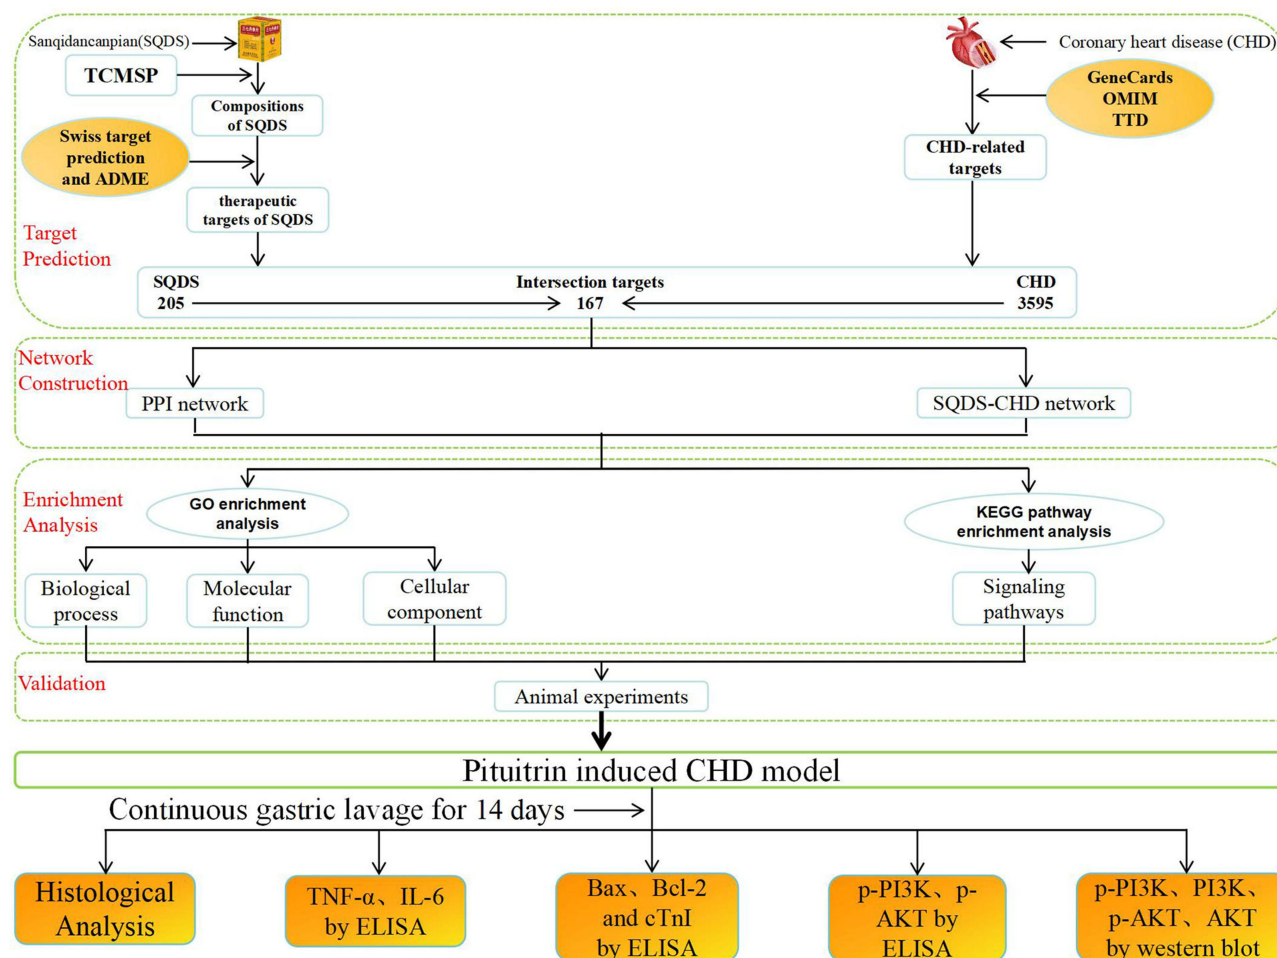 Sanqidancanpian(SQDS)
Coronary heart disease (CHD)
TCMSP
GeneCards
OMIM
TTD
Compositions
of SQDS
Swiss target
prediction
and ADME
CHD-related
targets
therapeutic
targets of SQDS
Target
Prediction
SQDS Intersection targets CHD
205 167 3595
Network
Construction
PPI network
SQDS-CHD network
Enrichment
Analysis
GO enrichment
analysis
KEGG pathway
enrichment analysis
Biological
process
Molecular
function
Cellular
component
Signaling
pathways
Validation
Animal experiments
Pituitrin induced CHD model
Continuous gastric lavage for 14 days
Histological
Analysis
TNF-α、IL-6
by ELISA
Bax、Bcl-2
and cTnI
by ELISA
p-PI3K、p-
AKT by
ELISA
p-PI3K、PI3K、
p-AKT、AKT
by western blot